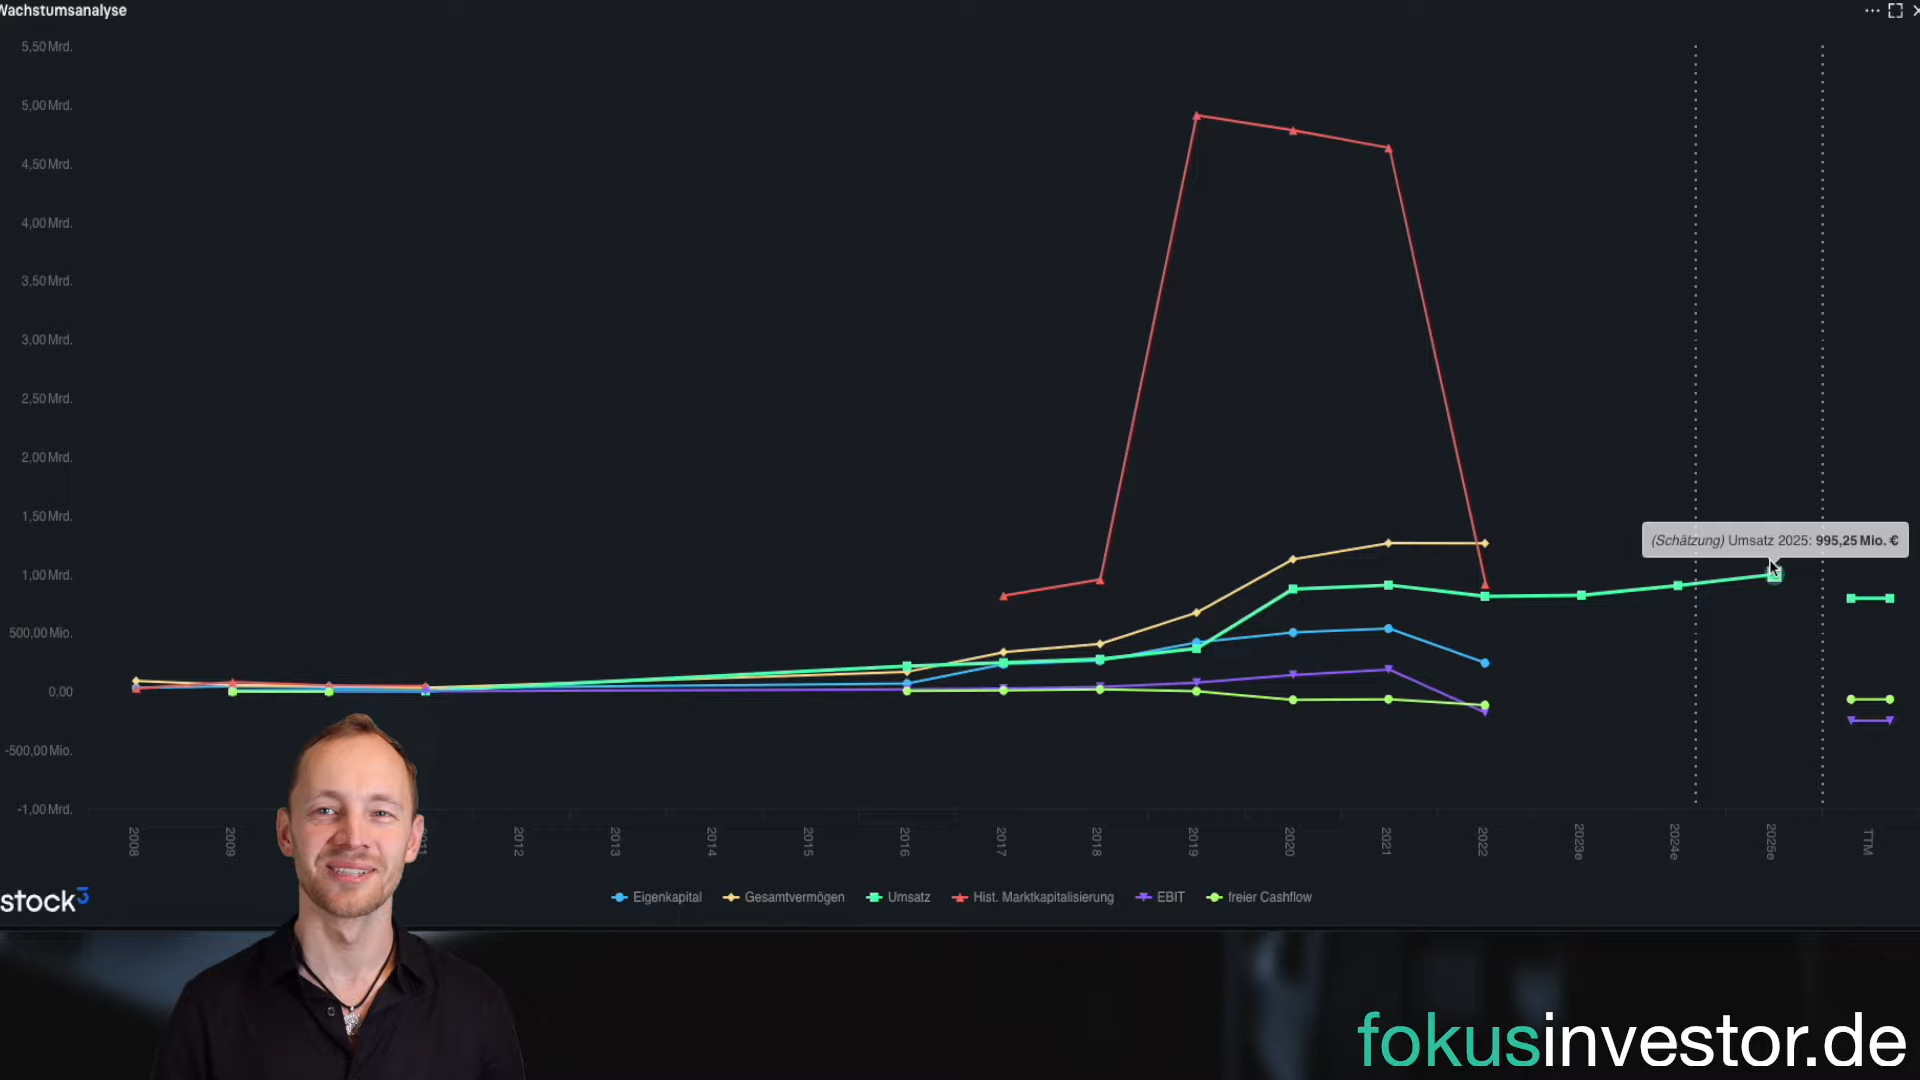 Wachstumsanalyse
5,50 Mrd.
5,00 Mrd.
4,50 Mrd.
4,00 Mrd.
3,50 Mrd.
3,00 Mrd.
2,50 Mrd.
2,00 Mrd.
1,50 Mrd.
1,00 Mrd.
500,00 Mio.
0,00
-500,00 Mio.
-1,00 Mrd.
(Schätzung) Umsatz 2025: 995,25 Mio. €
2008
2009
2011
2012
2013
2014
2015
2016
2017
2018
2019
2020
2021
2022
2023e
2024e
2025e
TTM
stock3
Eigenkapital Gesamtvermögen Umsatz Hist. Marktkapitalisierung EBIT freier Cashflow
fokusinvestor.de